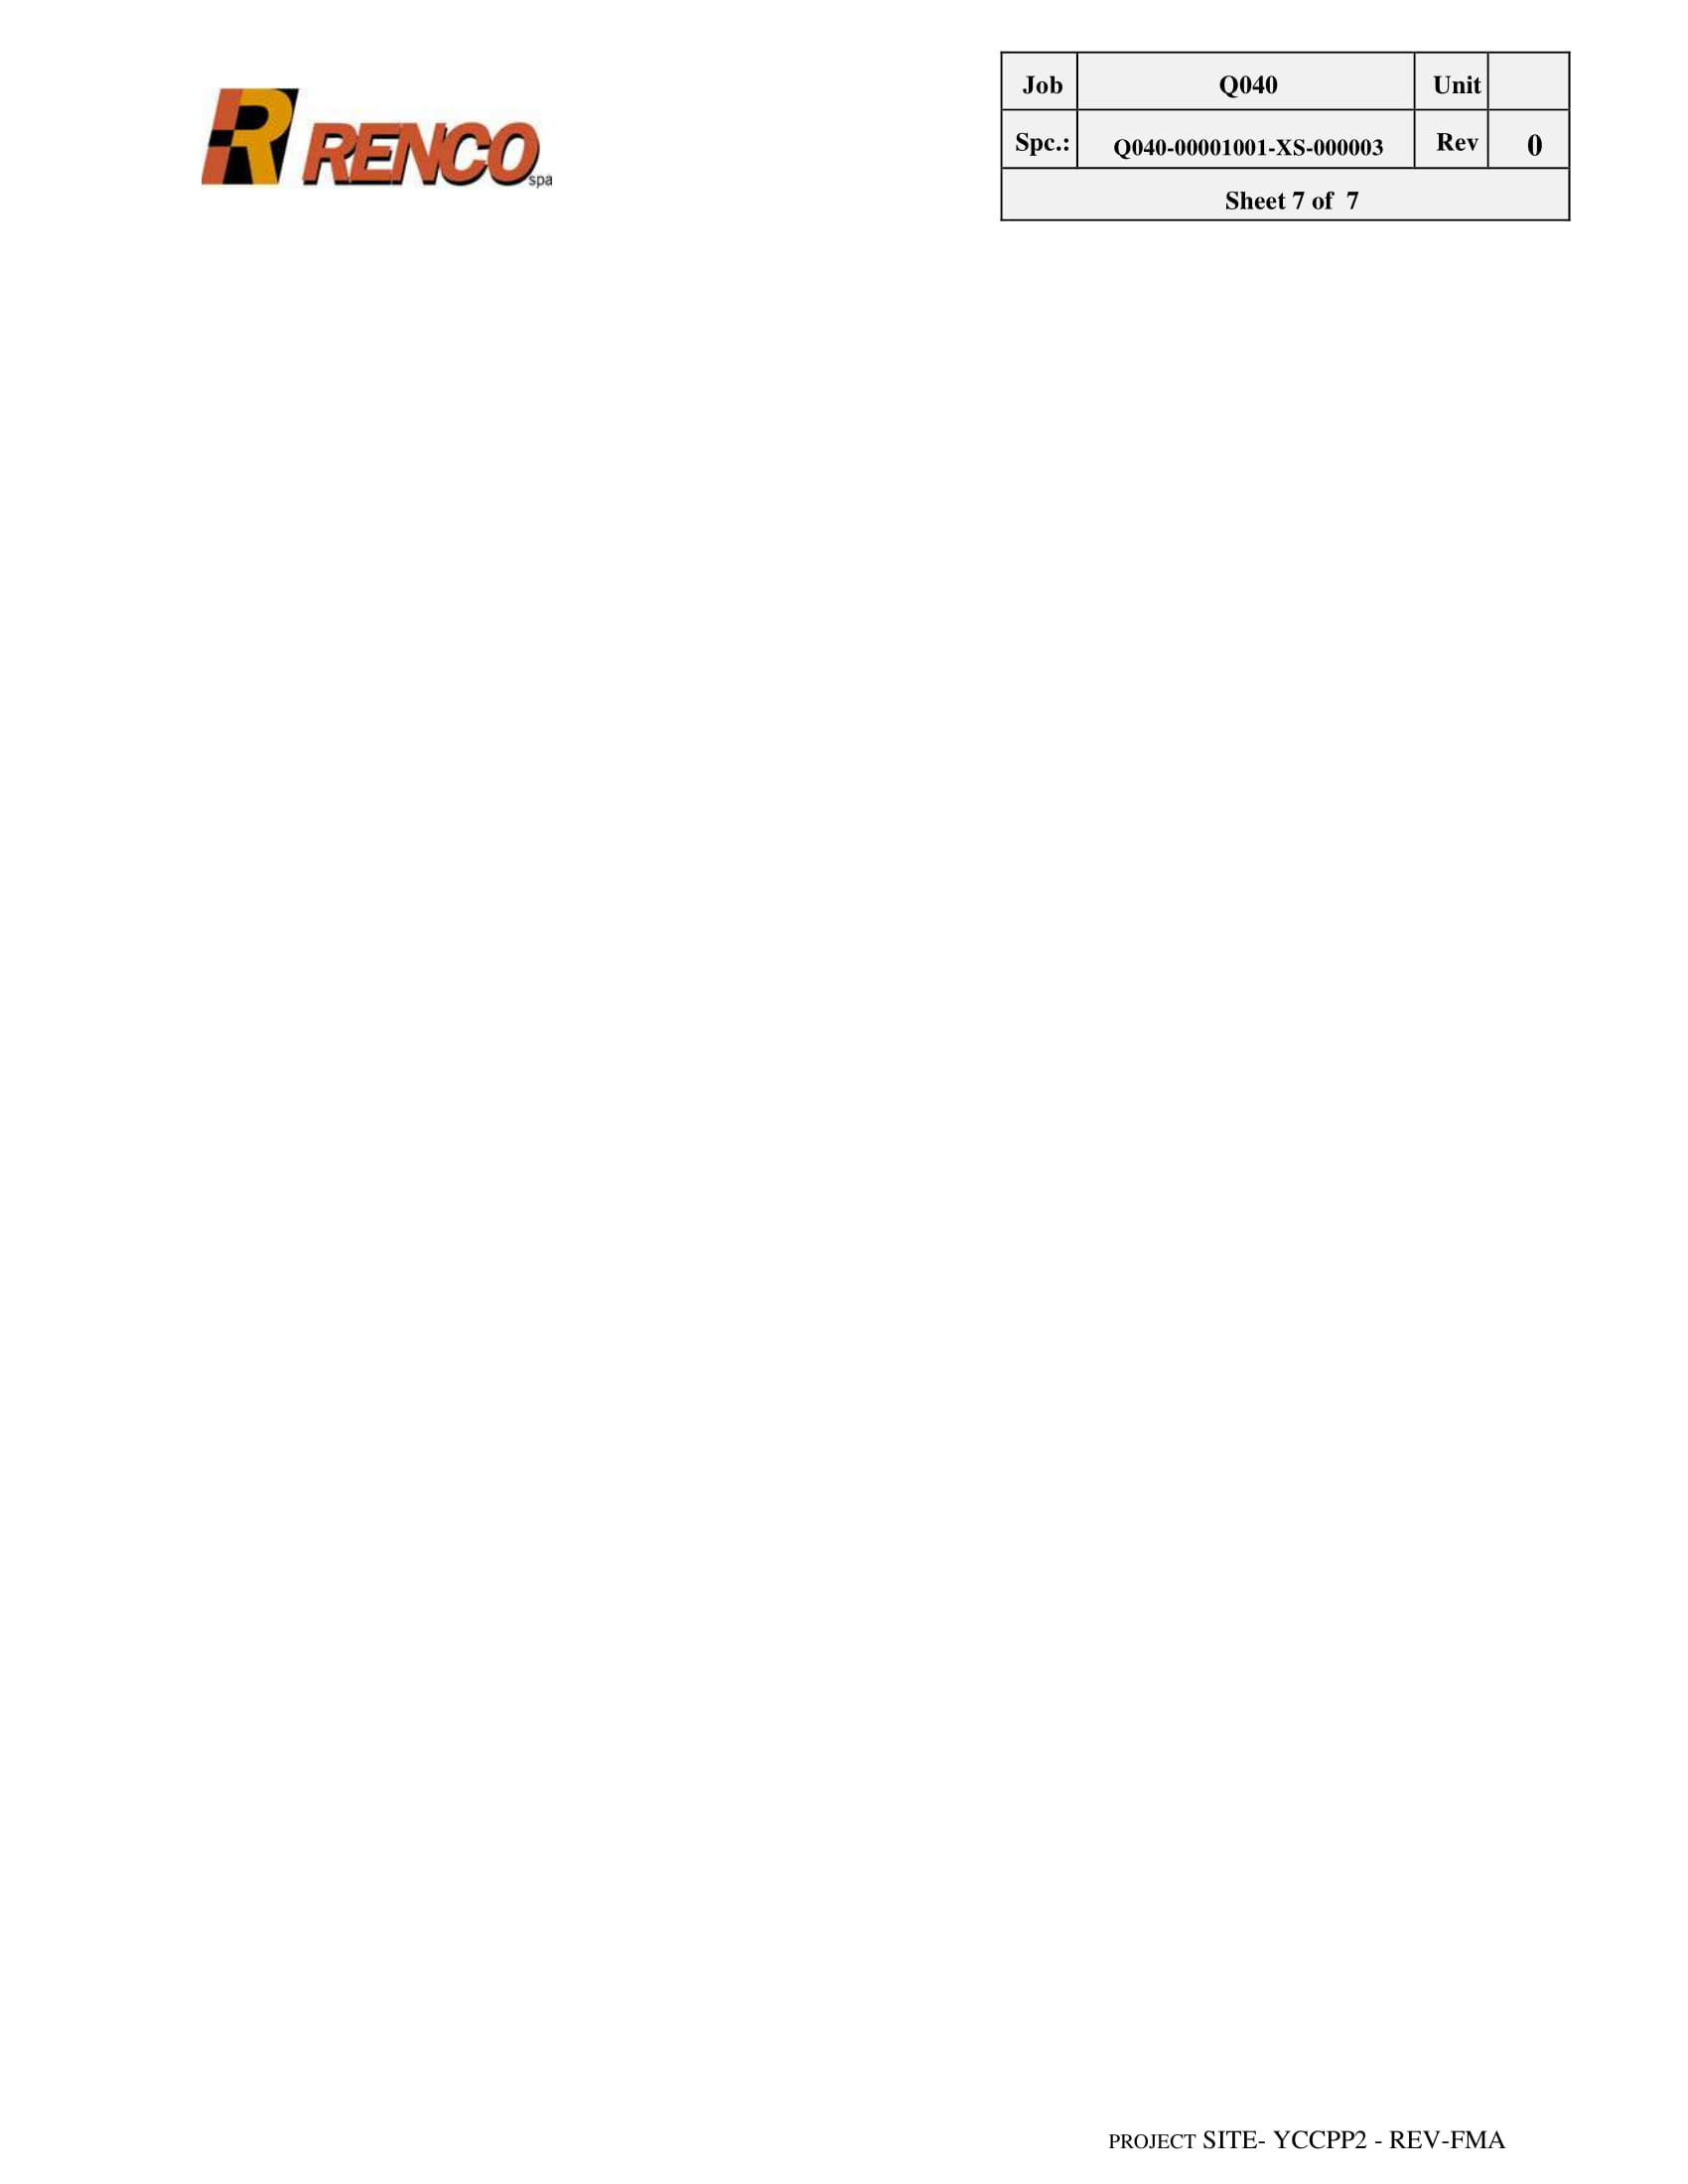 RENCO spa
Job Q040 Unit
Spc.: Q040-00001001-XS-000003 Rev 0
Sheet 7 of 7
PROJECT SITE- YCCPP2 - REV-FMA